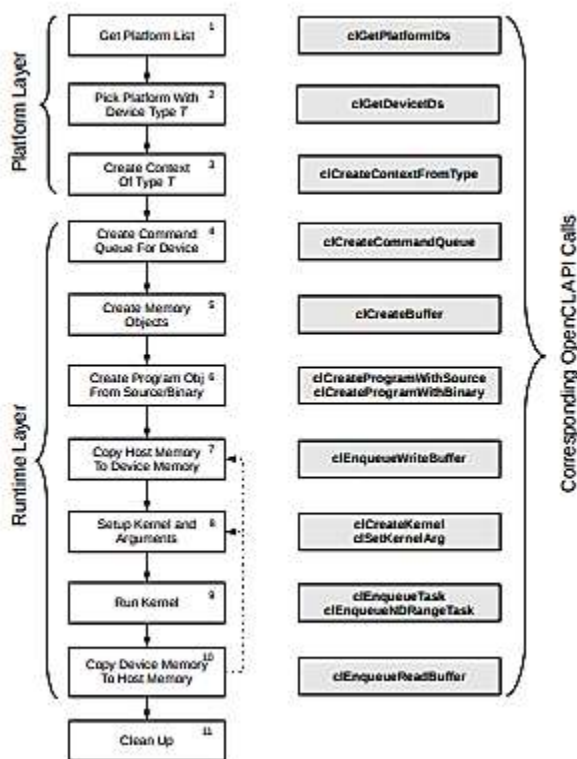 Platform Layer
Get Platform List 1
Pick Platform With 2
Device Type T
Create Context 3
Of Type T
Runtime Layer
Create Command 4
Queue For Device
Create Memory 5
Objects
Create Program Obj 6
From Source/Binary
Copy Host Memory 7
To Device Memory
Setup Kernel and 8
Arguments
Run Kernel 9
Copy Device Memory 10
To Host Memory
Clean Up 11
clGetPlatformIDs
clGetDeviceIDs
clCreateContextFromType
clCreateCommandQueue
clCreateBuffer
clCreateProgramWithSource
clCreateProgramWithBinary
clEnqueueWriteBuffer
clCreateKernel
clSetKernelArg
clEnqueueTask
clEnqueueNDRangeTask
clEnqueueReadBuffer
Corresponding OpenCLAPI Calls